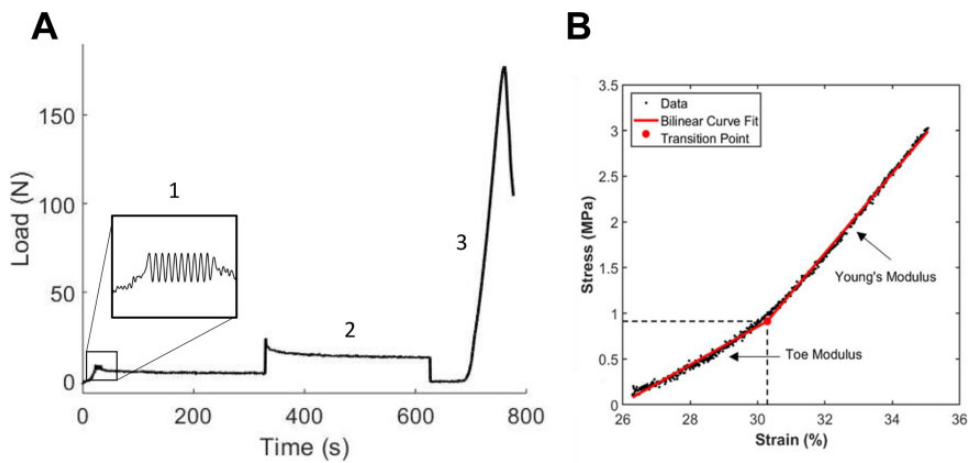 A
Load (N)
150
100
50
0
0
200
400
600
800
Time (s)
1
2
3
B
Stress (MPa)
3.5
3
2.5
2
1.5
1
0.5
0
26
28
30
32
34
36
Strain (%)
Data
Bilinear Curve Fit
Transition Point
Young's Modulus
Toe Modulus